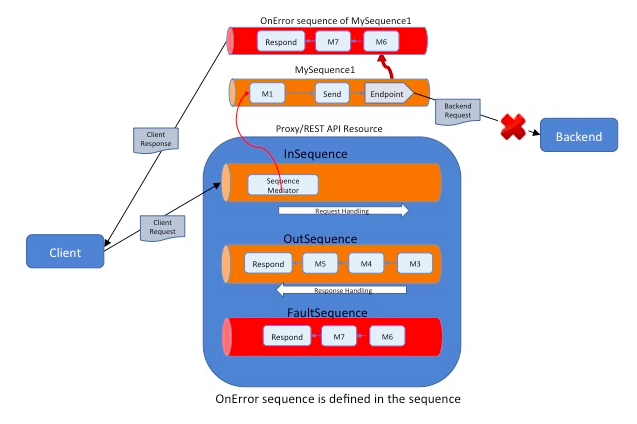 OnError sequence of MySequence1
Respond
M7
M6
MySequence1
M1
Send
Endpoint
Backend
Request
Backend
Client
Response
Proxy/REST API Resource
InSequence
Sequence
Mediator
Request Handling
Client
Request
Client
OutSequence
Respond
M5
M4
M3
Response Handling
FaultSequence
Respond
M7
M6
OnError sequence is defined in the sequence